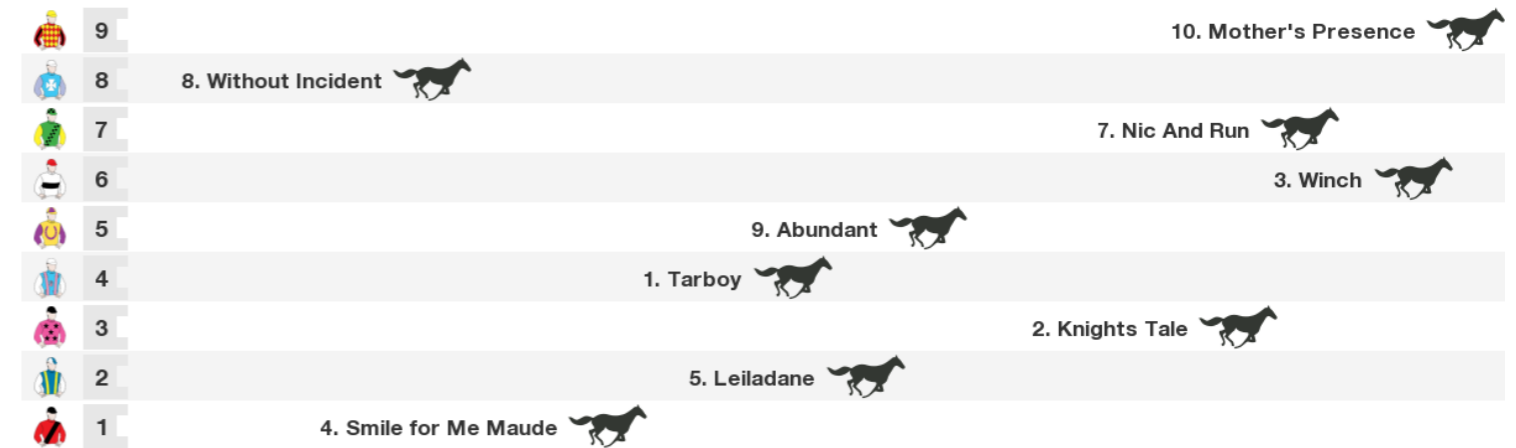 9 10. Mother's Presence
8 8. Without Incident
7 7. Nic And Run
6 3. Winch
5 9. Abundant
4 1. Tarboy
3 2. Knights Tale
2 5. Leiladane
1 4. Smile for Me Maude